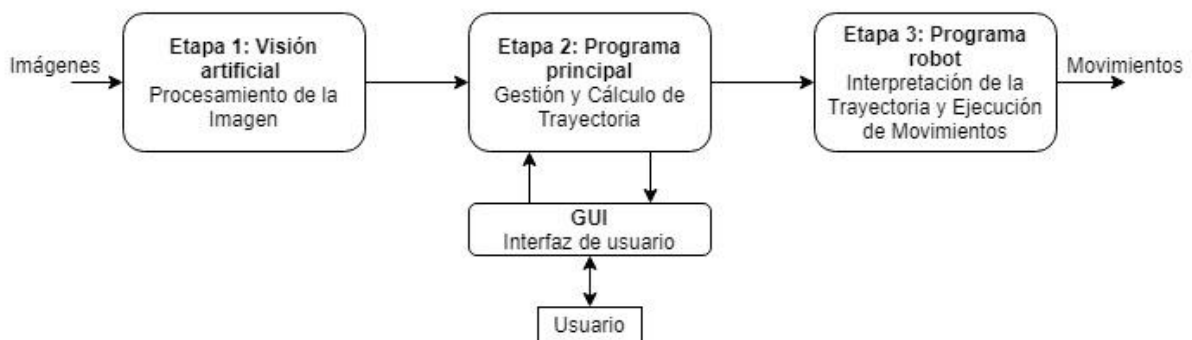 Imágenes
Etapa 1: Visión
artificial
Procesamiento de la
Imagen
Etapa 2: Programa
principal
Gestión y Cálculo de
Trayectoria
Etapa 3: Programa
robot
Interpretación de la
Trayectoria y Ejecución
de Movimientos
Movimientos
GUI
Interfaz de usuario
Usuario